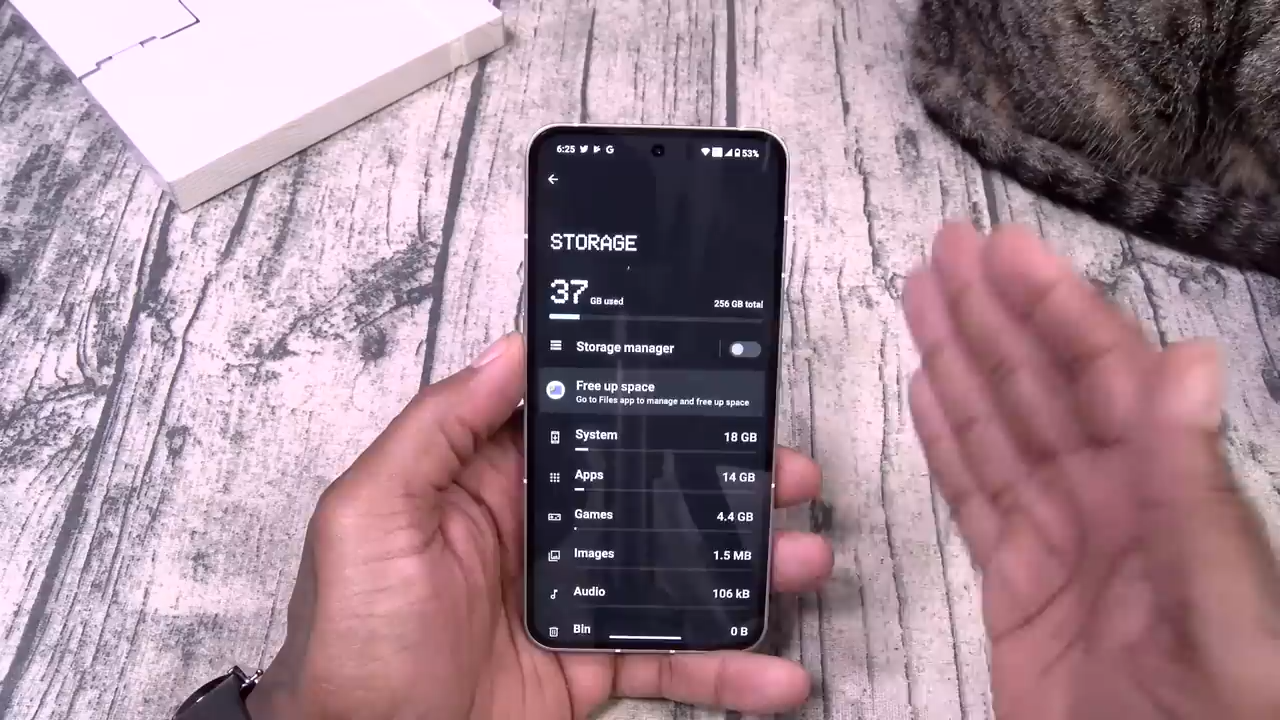 6:25 G 53%
STORAGE
37 GB used 256 GB total
Storage manager
Free up space
Go to Files app to manage and free up space
System 18 GB
Apps 14 GB
Games 4.4 GB
Images 1.5 MB
Audio 106 kB
Bin 0 B